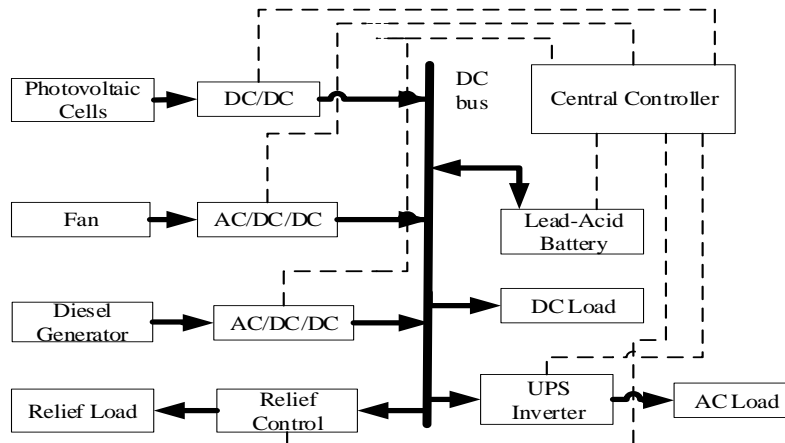 Photovoltaic
Cells
DC/DC
DC
bus
Central Controller
Fan
AC/DC/DC
Lead-Acid
Battery
Diesel
Generator
AC/DC/DC
DC Load
Relief Load
Relief
Control
UPS
Inverter
AC Load